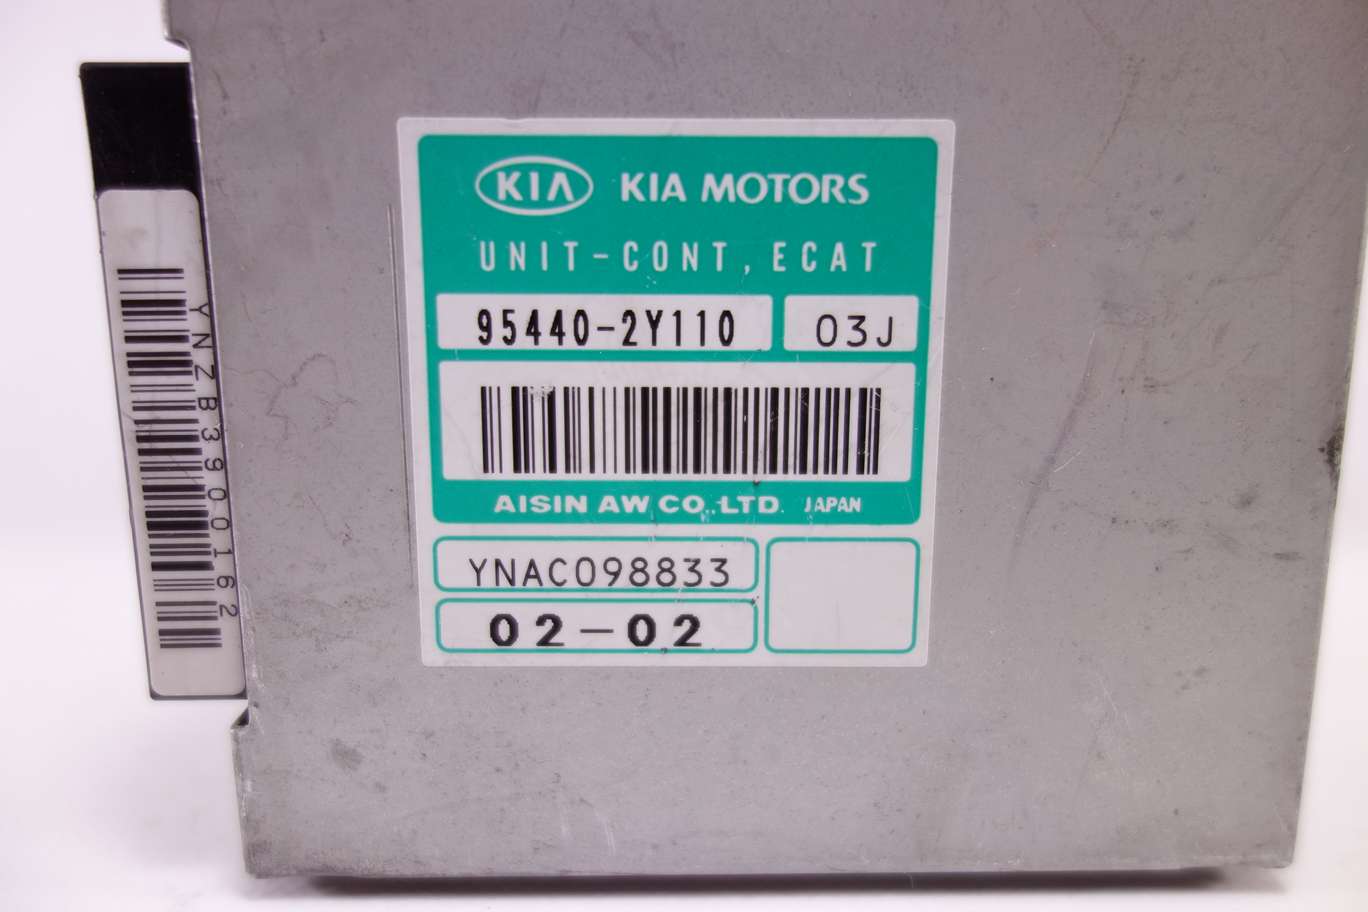 KIA KIA MOTORS
UNIT-CONT, ECAT
95440-2Y110 03J
AISIN AW CO.,LTD. JAPAN
YNAC098833
02-02
YNZB3900162